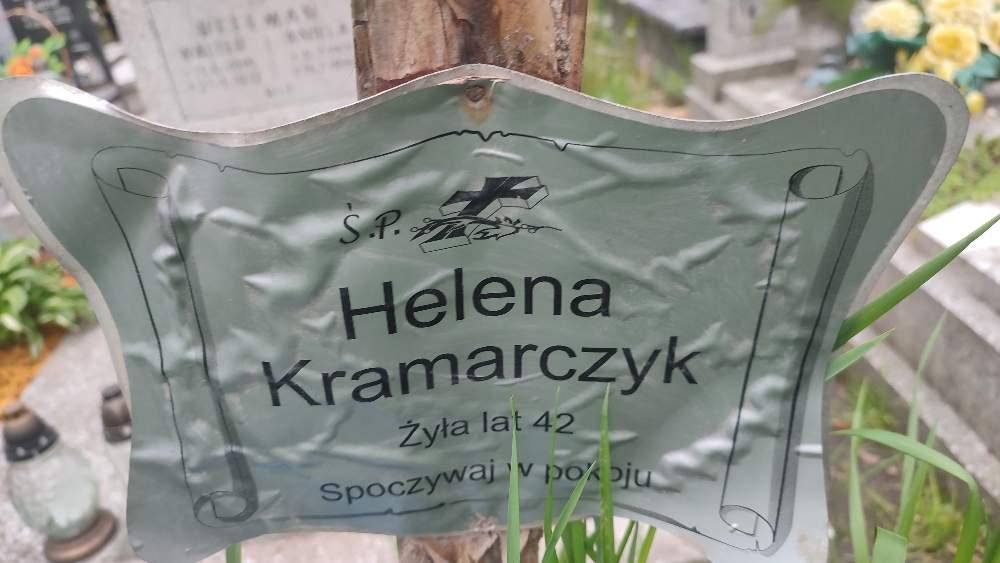 Ś.P.
Helena
Kramarczyk
Żyła lat 42
Spoczywaj w pokoju